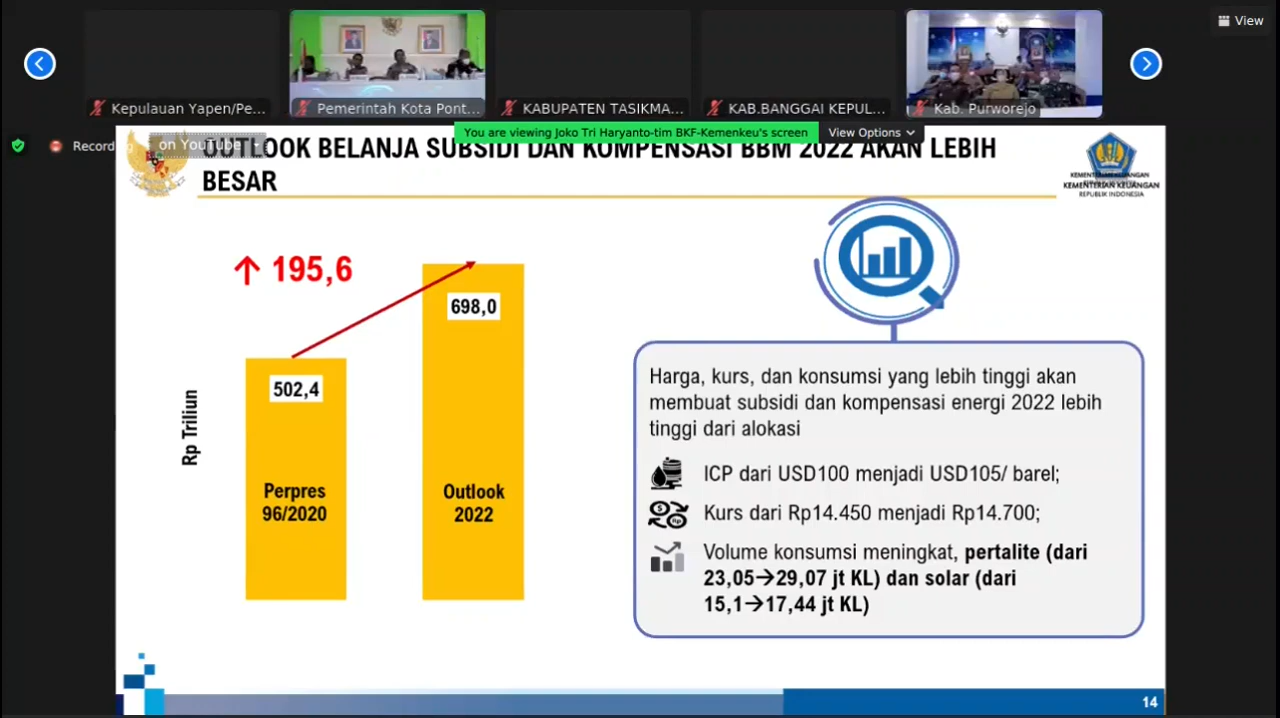 View
Kepulauan Yapen/Pe...
Pemerintah Kota Pont...
KABUPATEN TASIKMA...
KAB.BANGGAI KEPUL...
Kab. Purworejo
You are viewing Joko Tri Haryanto-tim BKF-Kemenkeu's screen
View Options
Record
on YouTube
OUTLOOK BELANJA SUBSIDI DAN KOMPENSASI BBM 2022 AKAN LEBIH
BESAR
KEMENTERIAN KEUANGAN
KEMENTERIAN KEUANGAN
REPUBLIK INDONESIA
↑ 195,6
698,0
502,4
Rp Triliun
Perpres
96/2020
Outlook
2022
Harga, kurs, dan konsumsi yang lebih tinggi akan
membuat subsidi dan kompensasi energi 2022 lebih
tinggi dari alokasi
ICP dari USD100 menjadi USD105/ barel;
Kurs dari Rp14.450 menjadi Rp14.700;
Volume konsumsi meningkat, pertalite (dari
23,05→29,07 jt KL) dan solar (dari
15,1→17,44 jt KL)
14